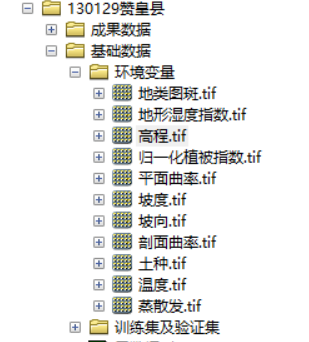 130129赞皇县
成果数据
基础数据
环境变量
地类图斑.tif
地形湿度指数.tif
高程.tif
归一化植被指数.tif
平面曲率.tif
坡度.tif
坡向.tif
剖面曲率.tif
土种.tif
温度.tif
蒸散发.tif
训练集及验证集